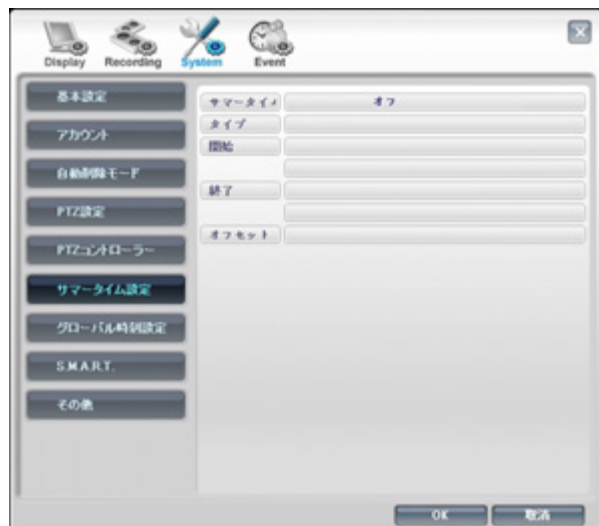 Display Recording System Event
基本設定
アカウント
自動削除モード
PTZ設定
PTZコントローラー
サマータイム設定
グローバル時刻設定
S.M.A.R.T.
その他
サマータイム オフ
タイプ
開始
終了
オフセット
OK 取消